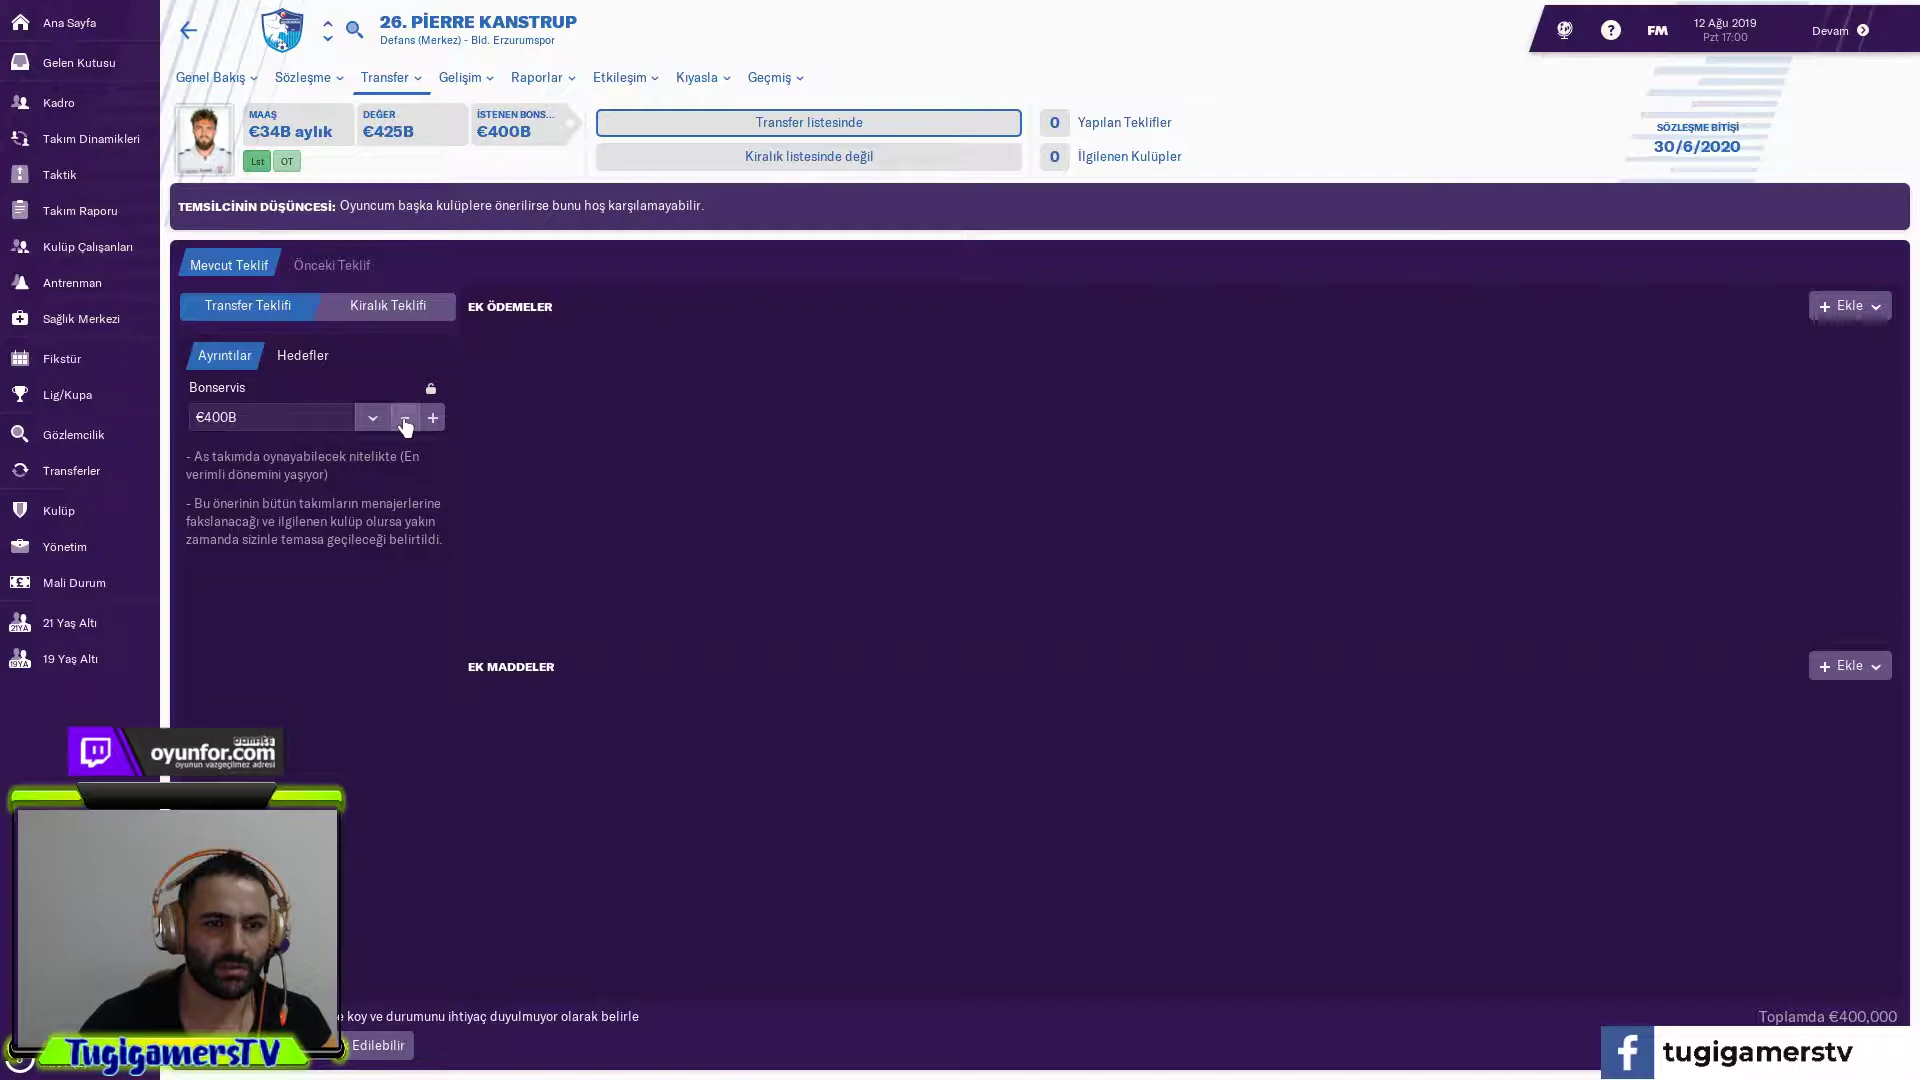 Ana Sayfa
Gelen Kutusu
Kadro
Takım Dinamikleri
Taktik
Takım Raporu
Kulüp Çalışanları
Antrenman
Sağlık Merkezi
Fikstür
Lig/Kupa
Gözlemcilik
Transferler
Kulüp
Yönetim
Mali Durum
21YA
21 Yaş Altı
19YA
19 Yaş Altı
26. PİERRE KANSTRUP
Defans (Merkez) - Bld. Erzurumspor
?
FM
12 Ağu 2019
Pzt 17:00
Devam
Genel Bakış
Sözleşme
Transfer
Gelişim
Raporlar
Etkileşim
Kıyasla
Geçmiş
MAAŞ
€34B aylık
DEĞER
€425B
İSTENEN BONS...
€400B
Lst
OT
Transfer listesinde
Kiralık listesinde değil
0 Yapılan Teklifler
0 İlgilenen Kulüpler
SÖZLEŞME BİTİŞİ
30/6/2020
TEMSİLCİNİN DÜŞÜNCESİ: Oyuncum başka kulüplere önerilirse bunu hoş karşılamayabilir.
Mevcut Teklif
Önceki Teklif
Transfer Teklifi
Kiralık Teklifi
EK ÖDEMELER
+ Ekle
Ayrıntılar
Hedefler
Bonservis
€400B
- As takımda oynayabilecek nitelikte (En
verimli dönemini yaşıyor)
- Bu önerinin bütün takımların menajerlerine
fakslanacağı ve ilgilenen kulüp olursa yakın
zamanda sizinle temasa geçileceği belirtildi.
EK MADDELER
+ Ekle
DONATE
oyunfor.com
oyunun vazgeçilmez adresi
e koy ve durumunu ihtiyaç duyulmuyor olarak belirle
Edilebilir
Toplamda €400,000
TugigamersTV
f tugigamerstv